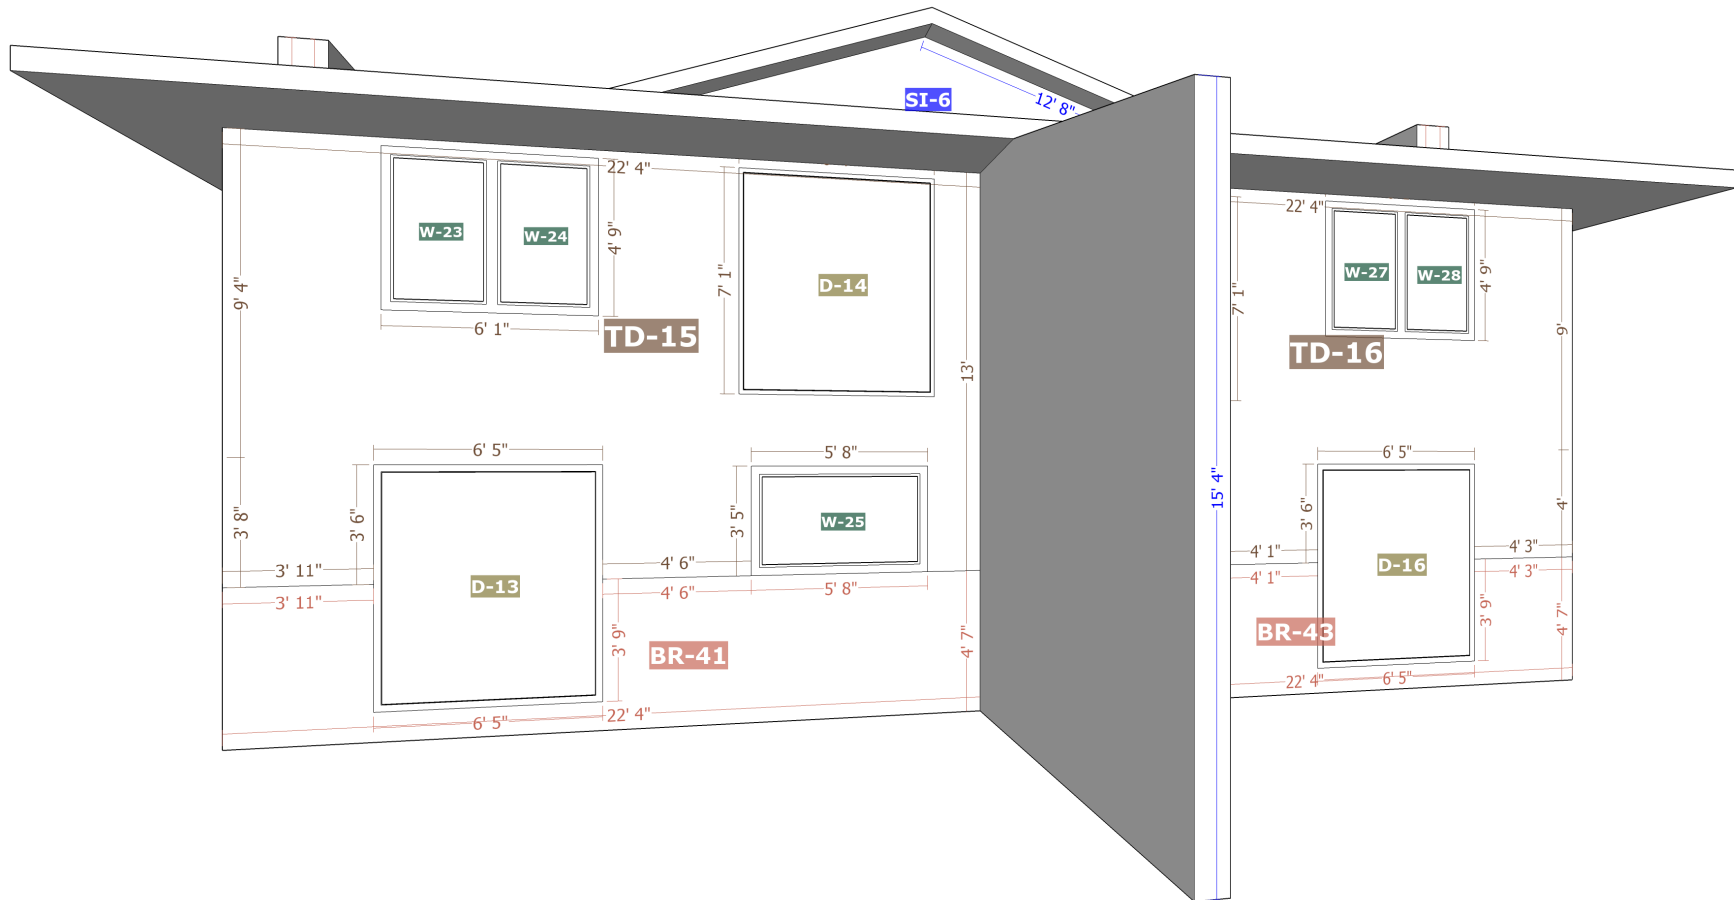 12' 8"
SI-6
22' 4"
W-23
W-24
4' 9"
9' 4"
7' 1"
D-14
6' 1"
TD-15
13'
22' 4"
W-27
W-28
4' 9"
7' 1"
9'
TD-16
6' 5"
5' 8"
6' 5"
3' 8"
3' 6"
3' 5"
W-25
15' 4"
3' 6"
4'
3' 11"
4' 6"
4' 1"
4' 3"
D-13
D-16
3' 11"
4' 6"
5' 8"
4' 1"
4' 3"
3' 9"
BR-41
4' 7"
BR-43
3' 9"
4' 7"
6' 5"
22' 4"
22' 4"
6' 5"